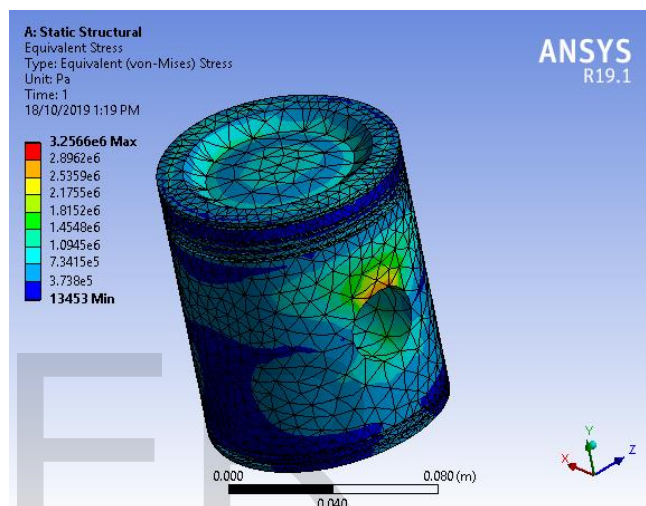 A: Static Structural
Equivalent Stress
Type: Equivalent (von-Mises) Stress
Unit: Pa
Time: 1
18/10/2019 1:19 PM
ANSYS
R19.1
3.2566e6 Max
2.8962e6
2.5359e6
2.1755e6
1.8152e6
1.4548e6
1.0945e6
7.3415e5
3.738e5
13453 Min
Y
X
Z
0.000
0.080 (m)
0.040